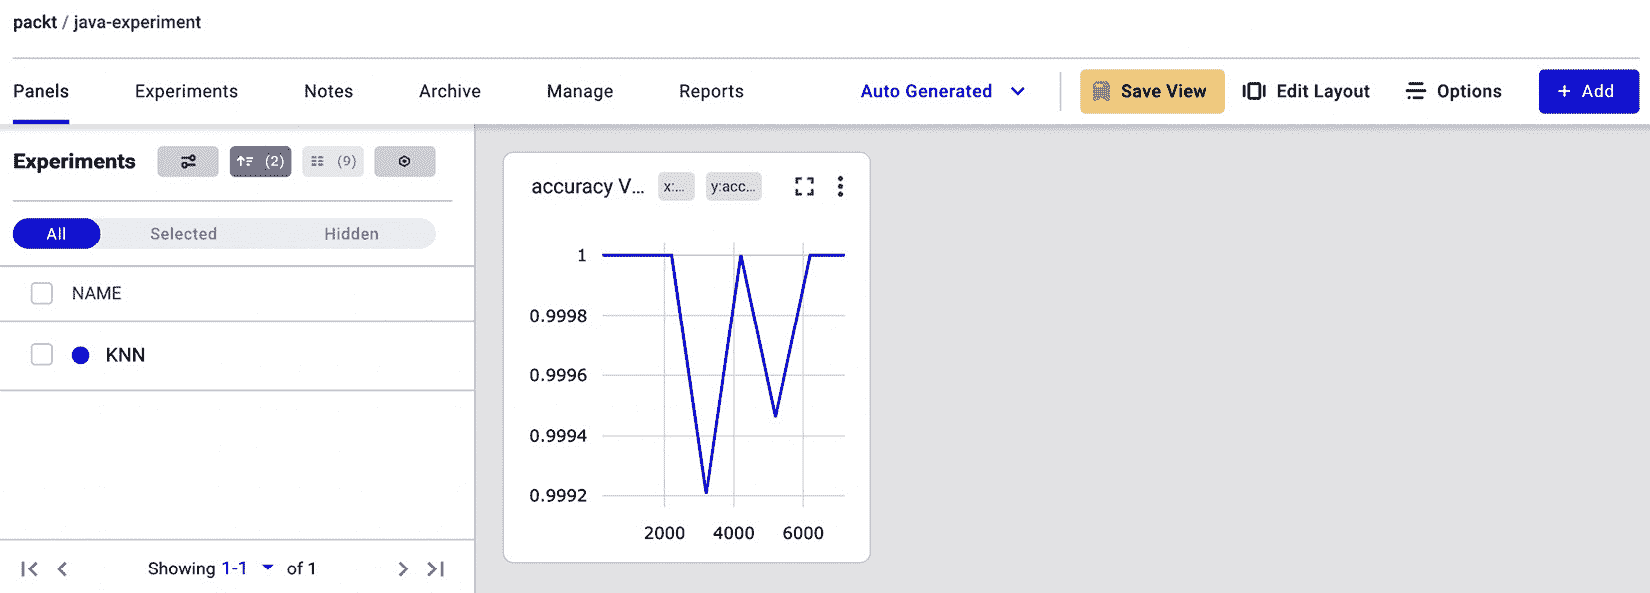 packt / java-experiment
Panels Experiments Notes Archive Manage Reports Auto Generated Save View Edit Layout Options + Add
Experiments (2) (9)
All Selected Hidden
NAME
KNN
Showing 1-1 of 1
accuracy V... x:... y:acc...
1
0.9998
0.9996
0.9994
0.9992
2000 4000 6000